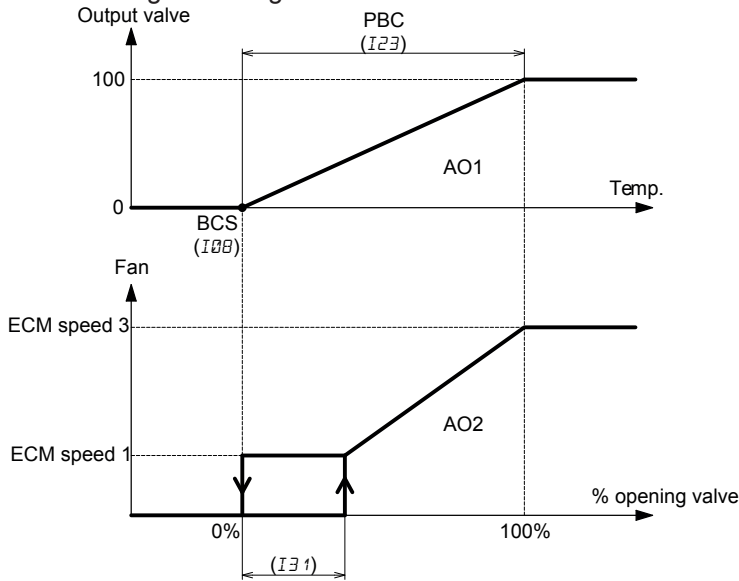 Output valve
PBC
(I23)
100
AO1
Temp.
0
BCS
(I08)
Fan
ECM speed 3
AO2
ECM speed 1
% opening valve
0%
100%
(I31)